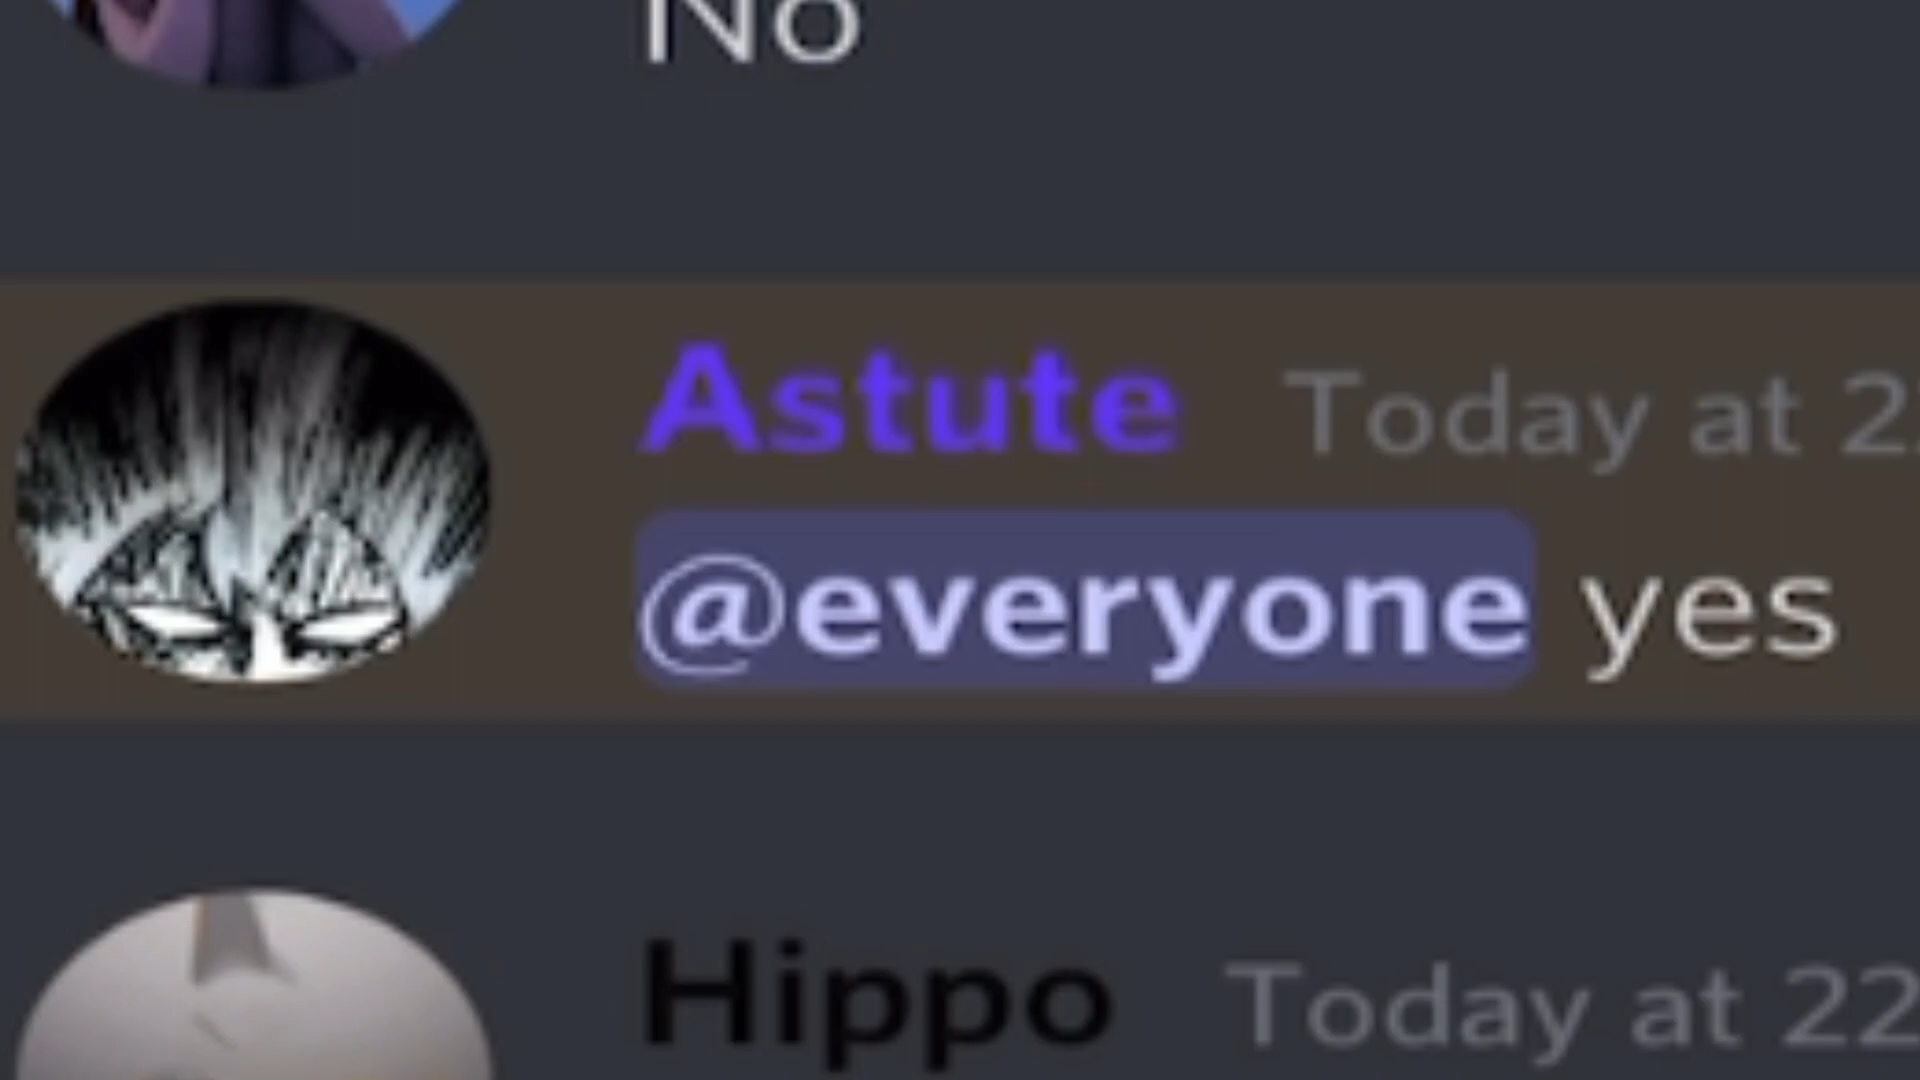 No
Astute Today at 2
@everyone yes
Hippo Today at 22